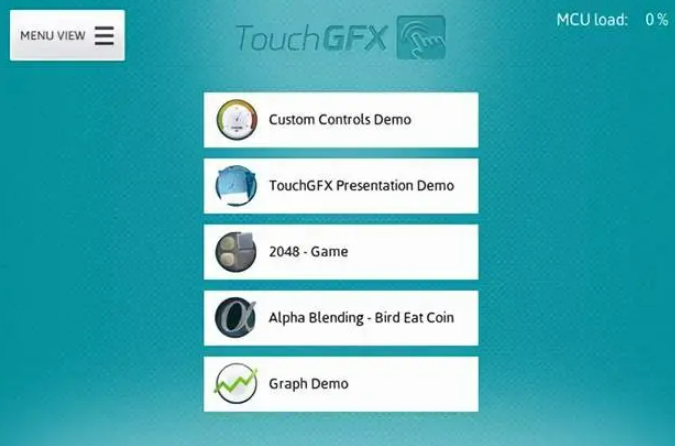 MENU VIEW
TouchGFX
MCU load: 0 %
Custom Controls Demo
TouchGFX Presentation Demo
2048 - Game
α
Alpha Blending - Bird Eat Coin
Graph Demo